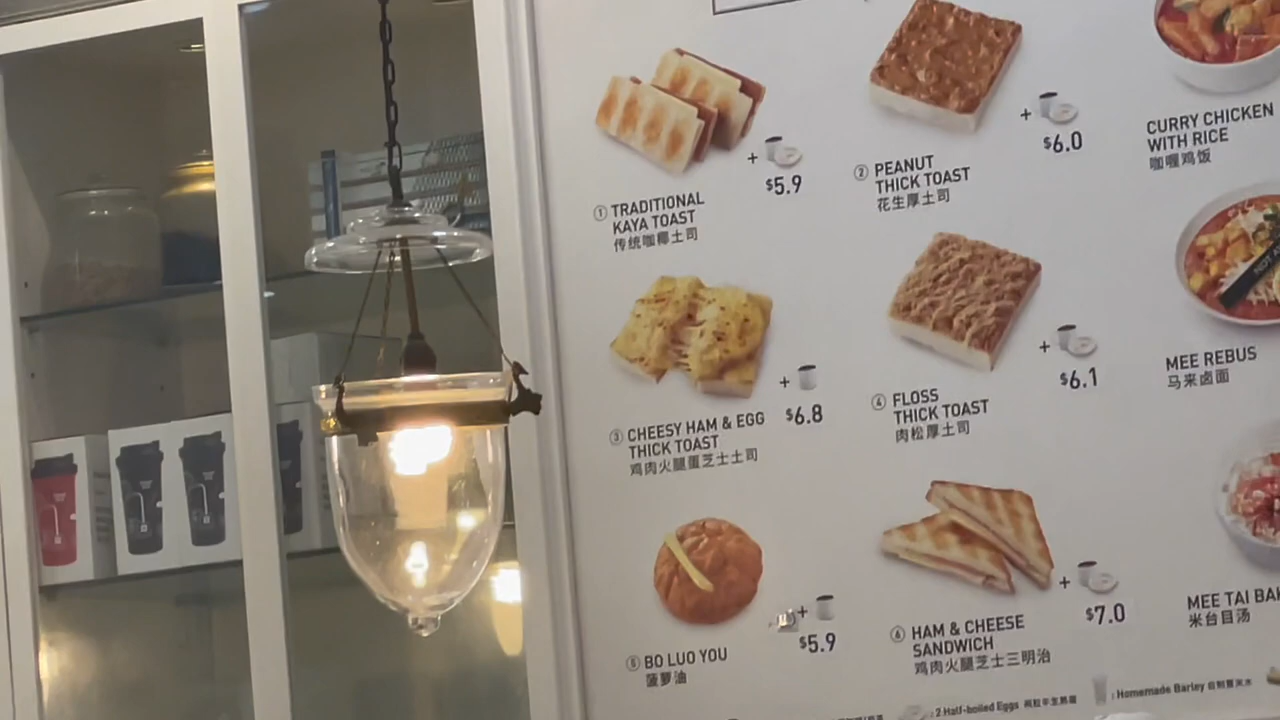 ① TRADITIONAL
KAYA TOAST
传统咖椰土司
+
$5.9
② PEANUT
THICK TOAST
花生厚土司
+
$6.0
CURRY CHICKEN
WITH RICE
咖喱鸡饭
③ CHEESY HAM & EGG
THICK TOAST
鸡肉火腿蛋芝士土司
+
$6.8
④ FLOSS
THICK TOAST
肉松厚土司
+
$6.1
MEE REBUS
马来卤面
⑤ BO LUO YOU
菠萝油
+
$5.9
⑥ HAM & CHEESE
SANDWICH
鸡肉火腿芝士三明治
+
$7.0
MEE TAI BAK
米台目汤
: 2 Half-boiled Eggs
: Homemade Barley